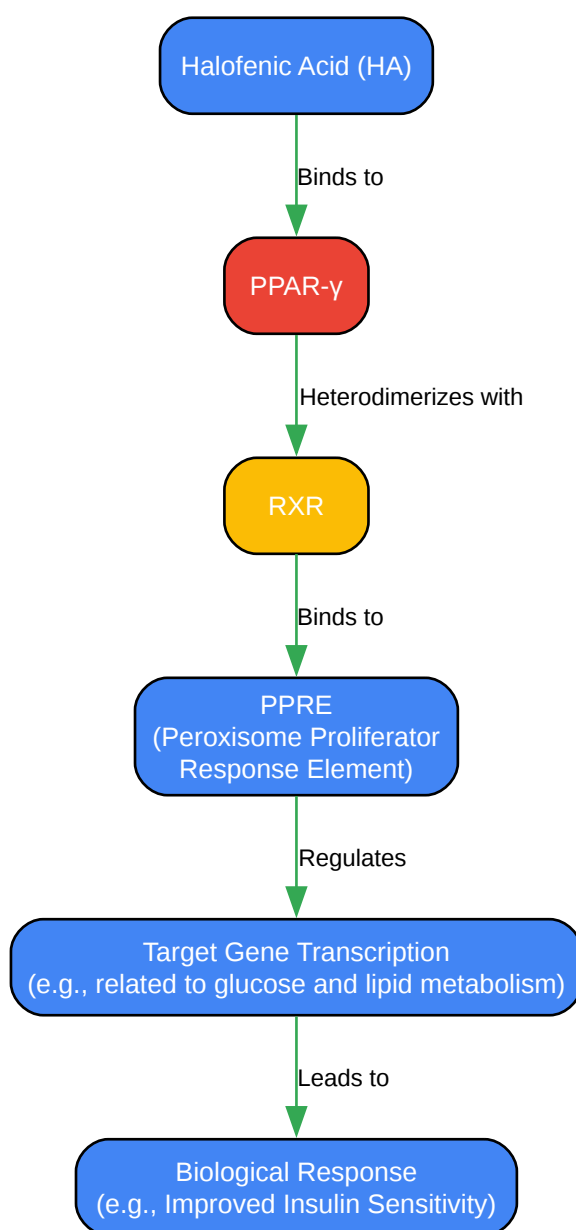 Halofenic Acid (HA)
Binds to
PPAR-γ
Heterodimerizes with
RXR
Binds to
PPRE
(Peroxisome Proliferator
Response Element)
Regulates
Target Gene Transcription
(e.g., related to glucose and lipid metabolism)
Leads to
Biological Response
(e.g., Improved Insulin Sensitivity)